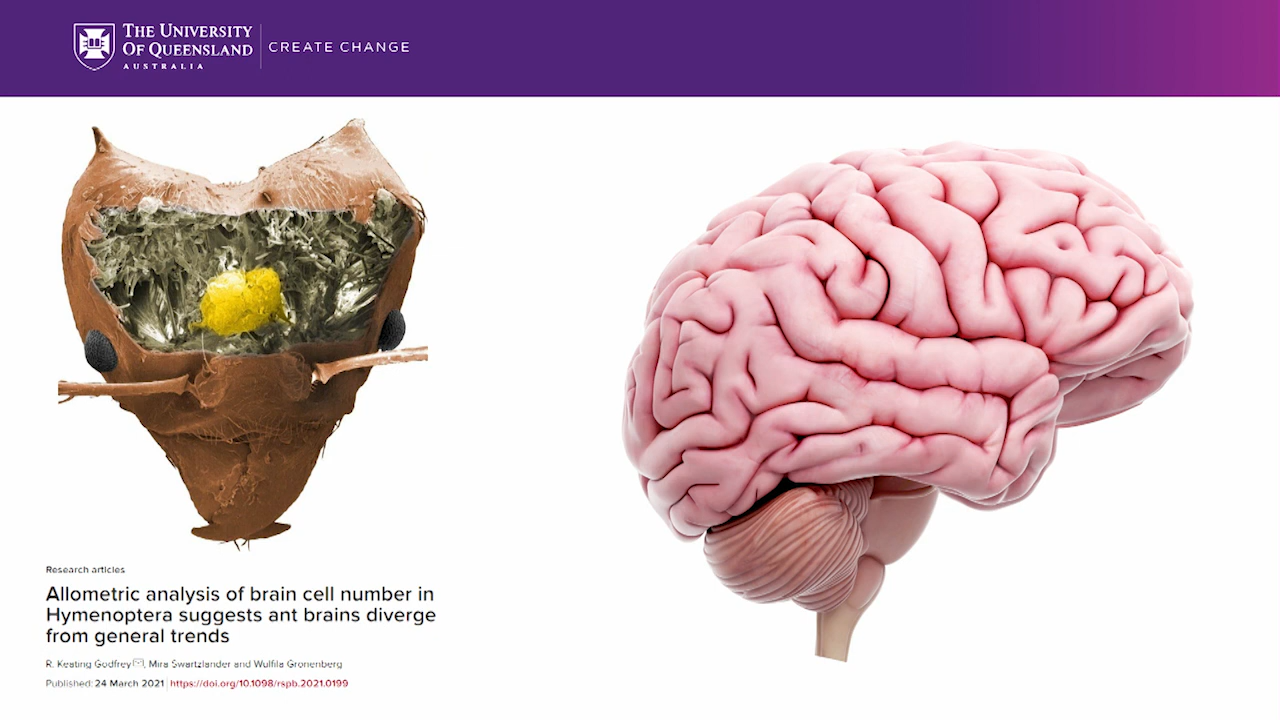 THE UNIVERSITY
OF QUEENSLAND
AUSTRALIA
CREATE CHANGE
Research articles
Allometric analysis of brain cell number in
Hymenoptera suggests ant brains diverge
from general trends
R. Keating Godfrey, Mira Swartzlander and Wulfila Gronenberg
Published: 24 March 2021 | https://doi.org/10.1098/rspb.2021.0199